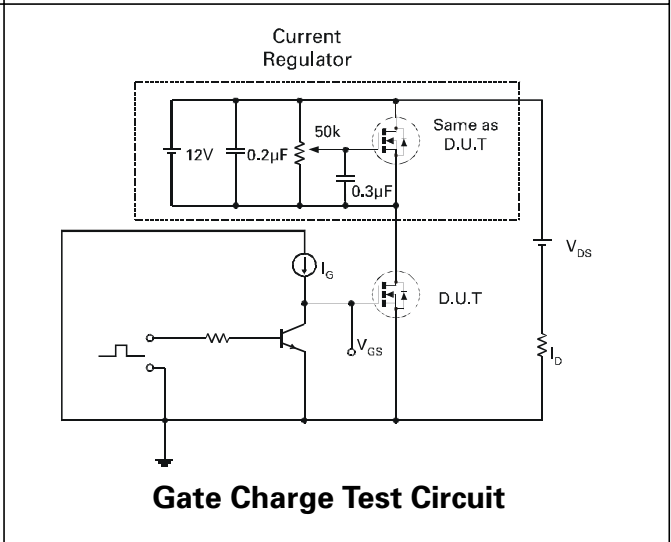 Current
Regulator
12V
0.2µF
50k
0.3µF
Same as
D.U.T
I_G
V_GS
D.U.T
V_DS
I_D
Gate Charge Test Circuit